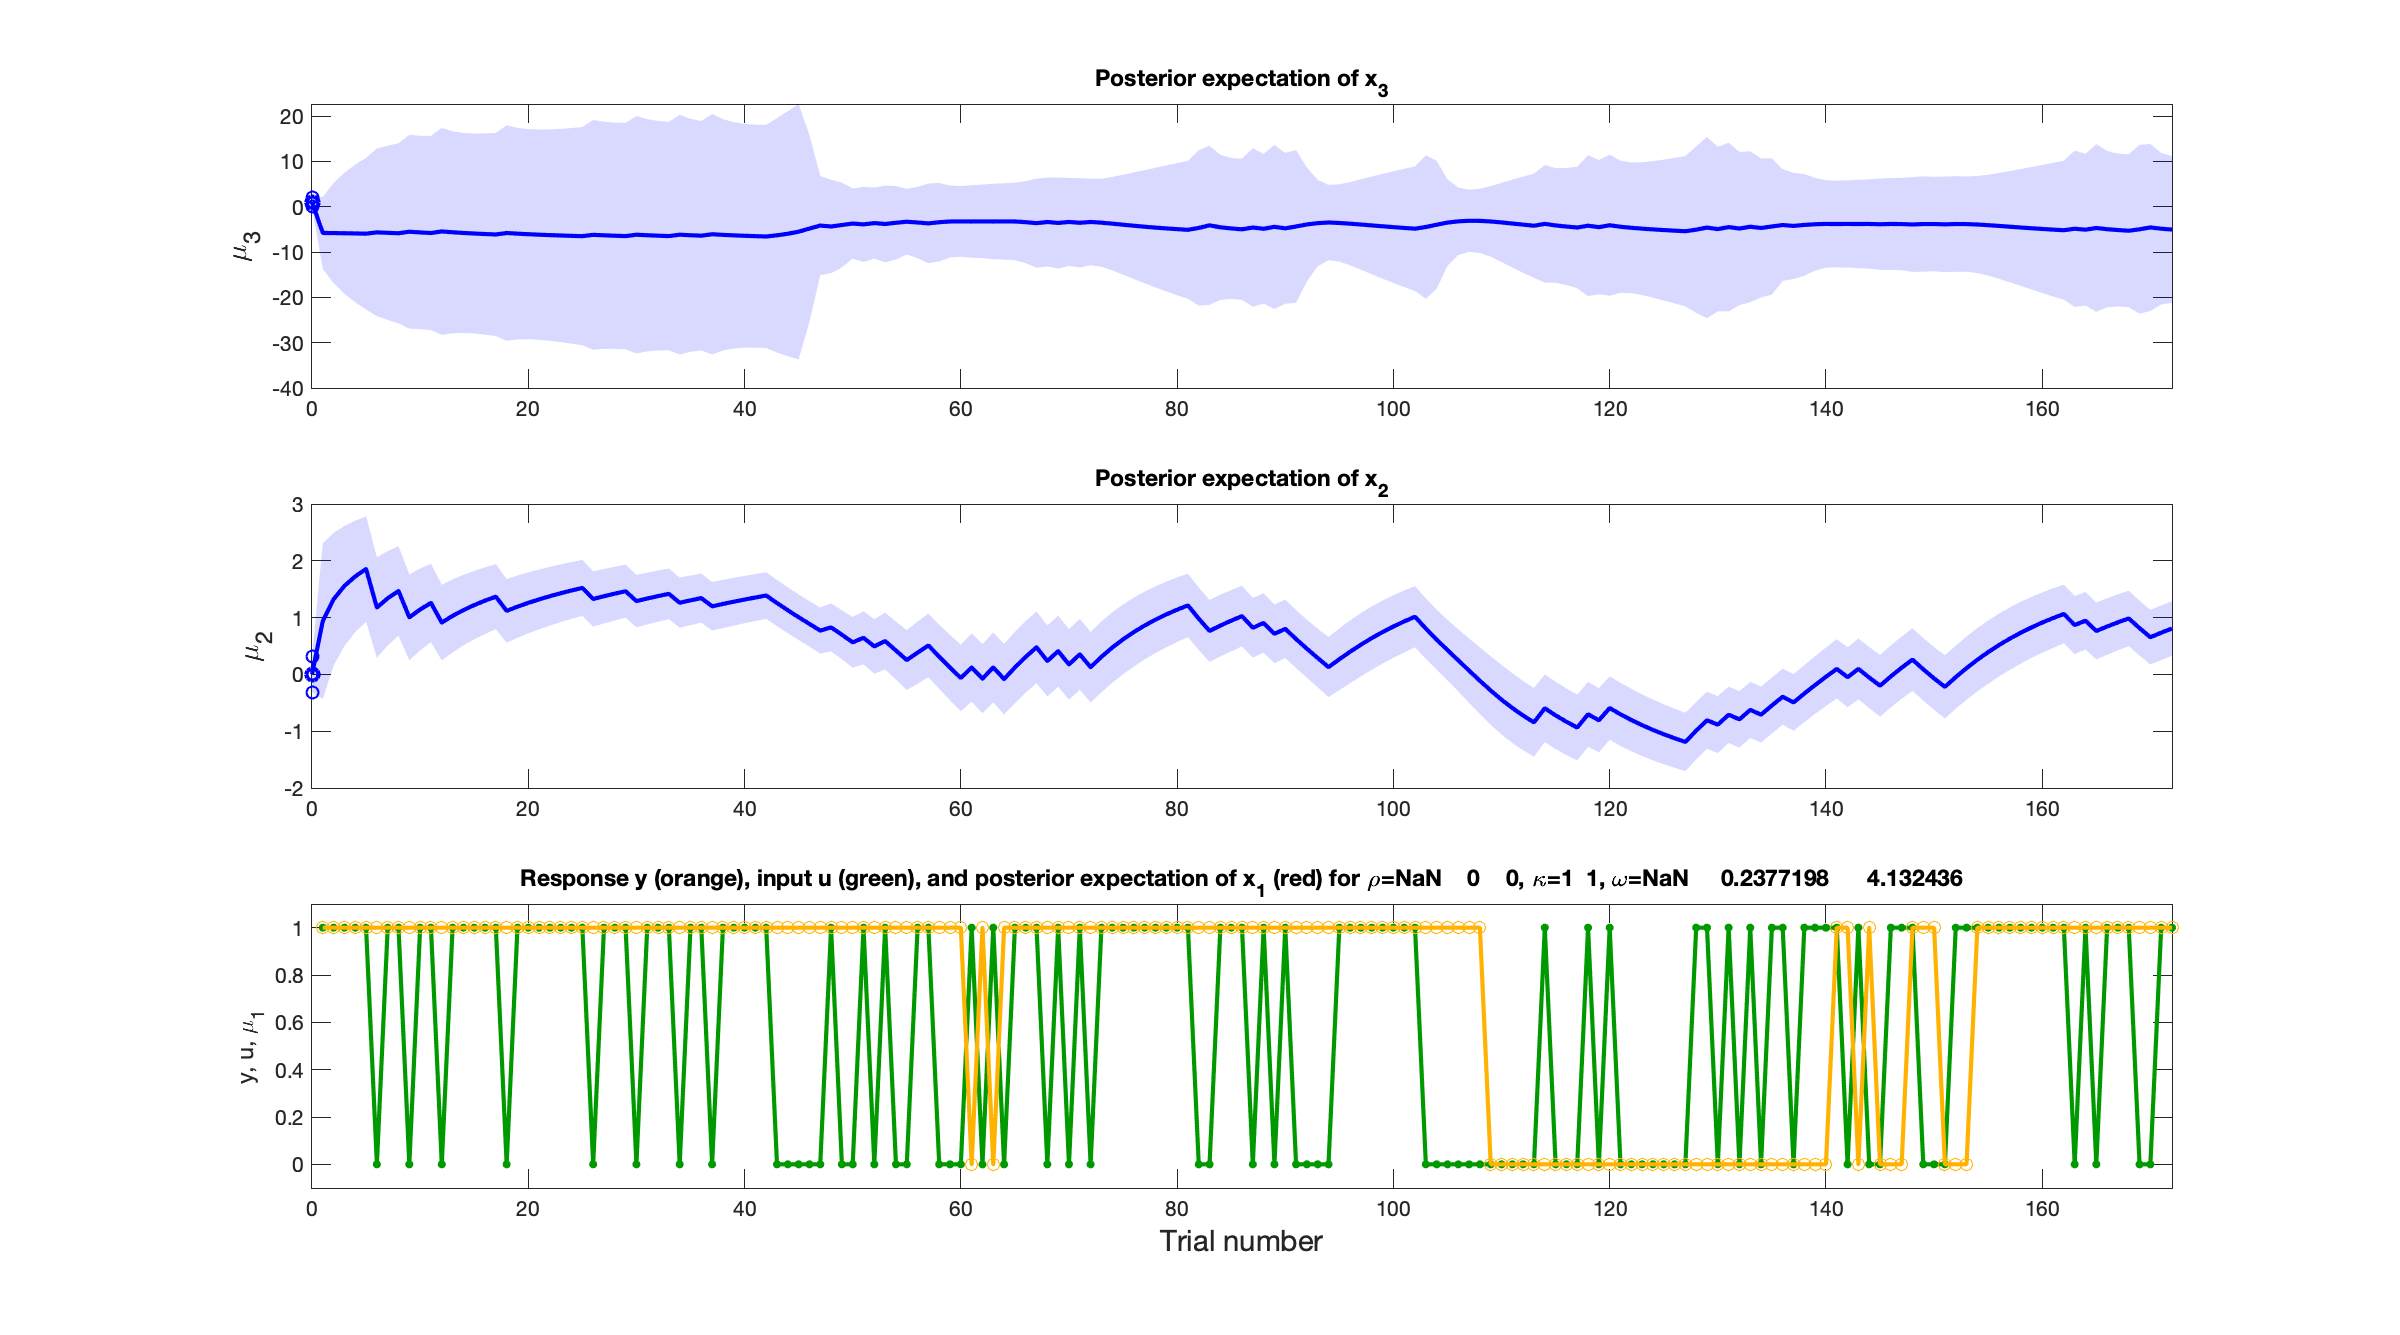 Posterior expectation of x3
20
10
0
-10
-20
-30
-40
μ3
0 20 40 60 80 100 120 140 160
Posterior expectation of x2
3
2
1
0
-1
-2
μ2
0 20 40 60 80 100 120 140 160
Response y (orange), input u (green), and posterior expectation of x1 (red) for ρ=NaN 0 0, κ=1 1, ω=NaN 0.2377198 4.132436
1
0.8
0.6
0.4
0.2
0
y, u, μ1
0 20 40 60 80 100 120 140 160
Trial number